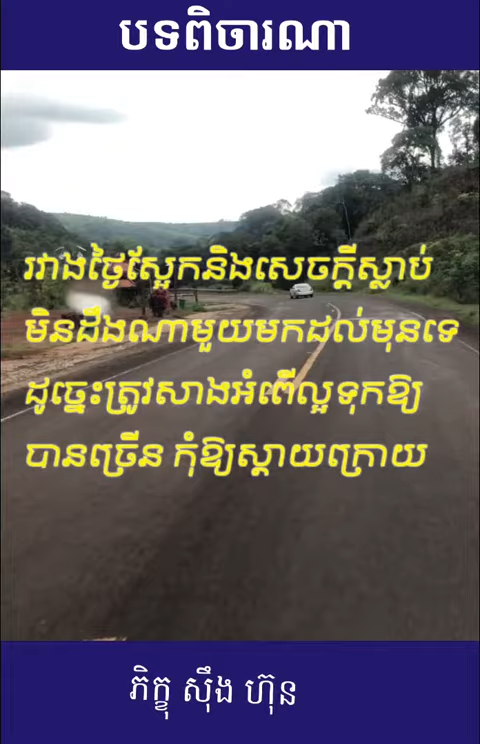 បទពិចារណា
រវាងថ្ងៃស្អែកនិងសេចក្ដីស្លាប់
មិនដឹងណាមួយមកដល់មុនទេ
ដូច្នេះត្រូវសាងអំពើល្អទុកឱ្យ
បានច្រើន កុំឱ្យស្ដាយក្រោយ
ភិក្ខុ ស៊ឹង ហ៊ុន